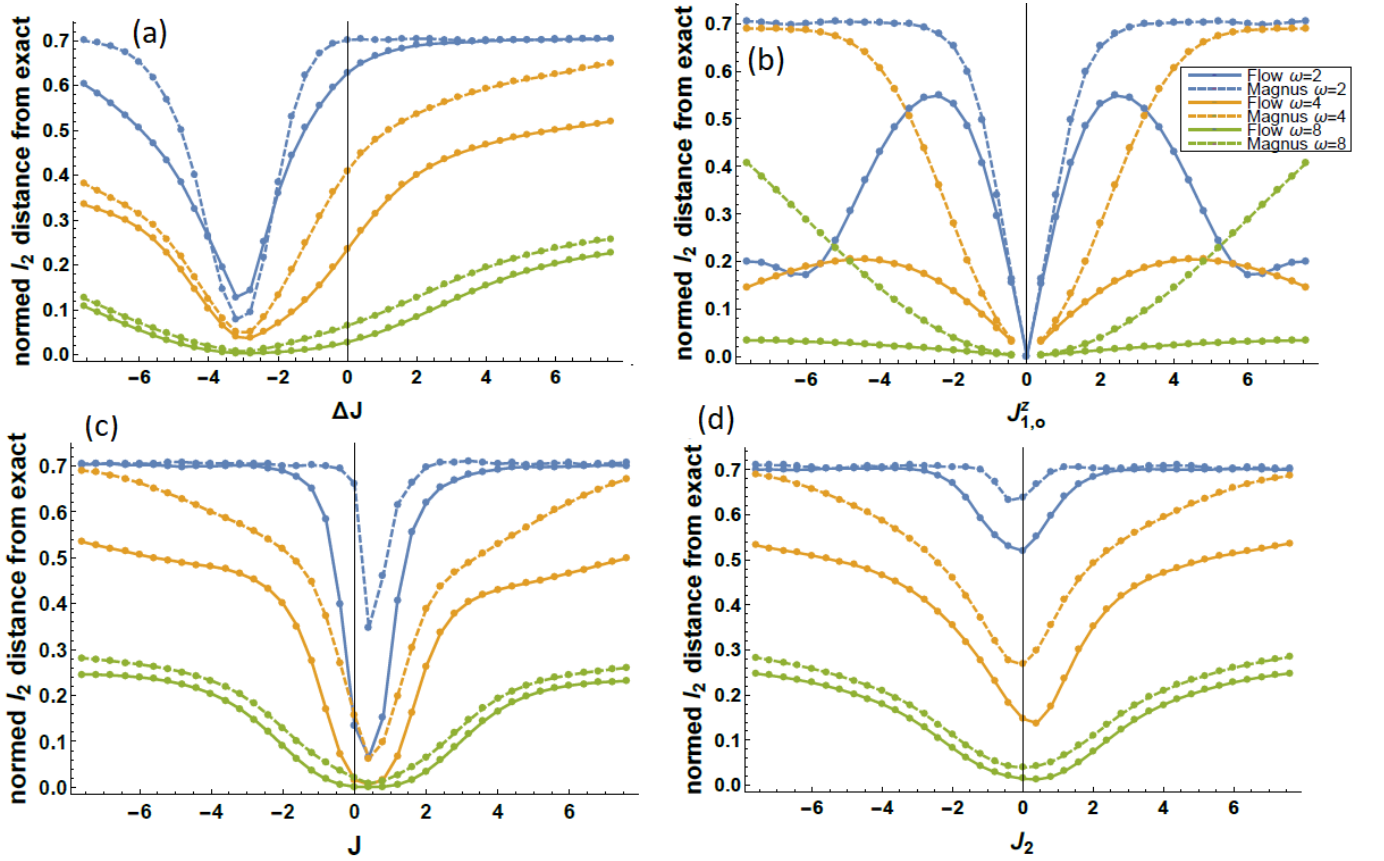 (a)
normed l2 distance from exact
0.7
0.6
0.5
0.4
0.3
0.2
0.1
0.0
−6 −4 −2 0 2 4 6
ΔJ
(b)
normed l2 distance from exact
0.7
0.6
0.5
0.4
0.3
0.2
0.1
0.0
−6 −4 −2 0 2 4 6
J^z_{1,o}
Flow ω=2
Magnus ω=2
Flow ω=4
Magnus ω=4
Flow ω=8
Magnus ω=8
(c)
normed l2 distance from exact
0.7
0.6
0.5
0.4
0.3
0.2
0.1
0.0
−6 −4 −2 0 2 4 6
J
(d)
normed l2 distance from exact
0.7
0.6
0.5
0.4
0.3
0.2
0.1
0.0
−6 −4 −2 0 2 4 6
J2